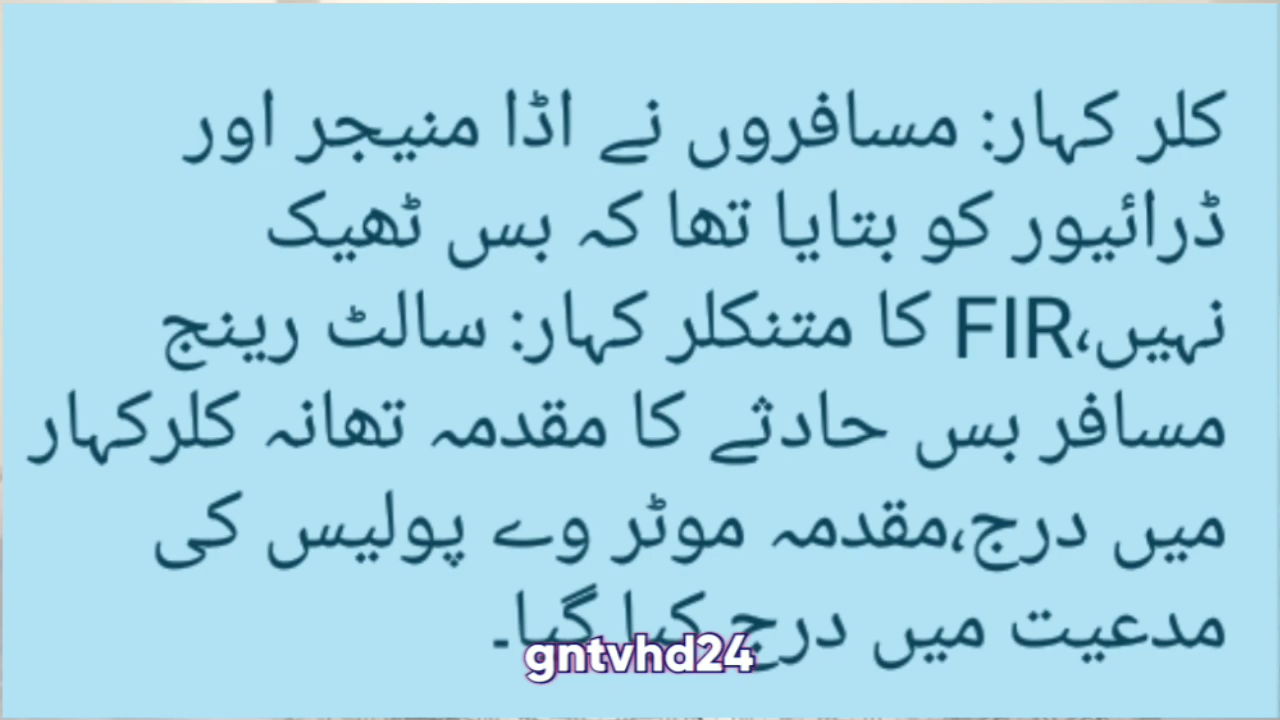 کلر کہار: مسافروں نے اڈا منیجر اور
ڈرائیور کو بتایا تھا کہ بس ٹھیک
نہیں،FIR کا متنکلر کہار: سالٹ رینج
مسافر بس حادثے کا مقدمہ تھانہ کلرکہار
میں درج،مقدمہ موٹر وے پولیس کی
مدعیت میں درج کیا گیا۔
gntvhd24